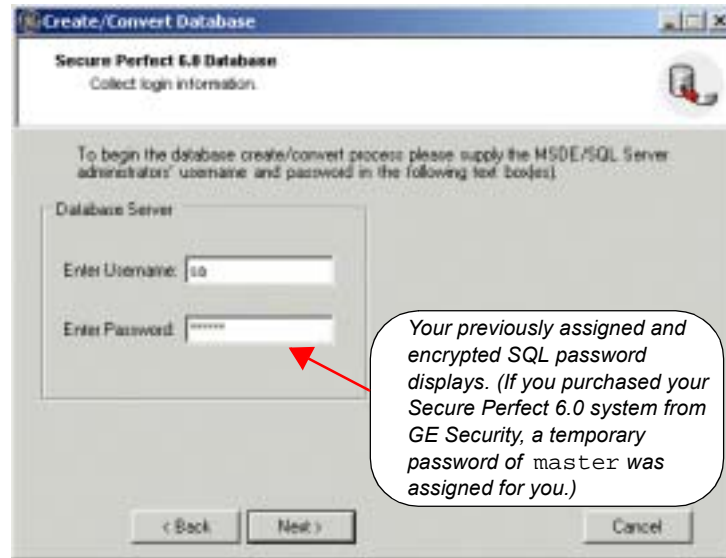 Create/Convert Database
Secure Perfect 6.0 Database
Collect login information.
To begin the database create/convert process please supply the MSDE/SQL Server
administrators' username and password in the following text box(es)
Database Server
Enter Username: sa
Enter Password: ******
Your previously assigned and
encrypted SQL password
displays. (If you purchased your
Secure Perfect 6.0 system from
GE Security, a temporary
password of master was
assigned for you.)
< Back
Next >
Cancel